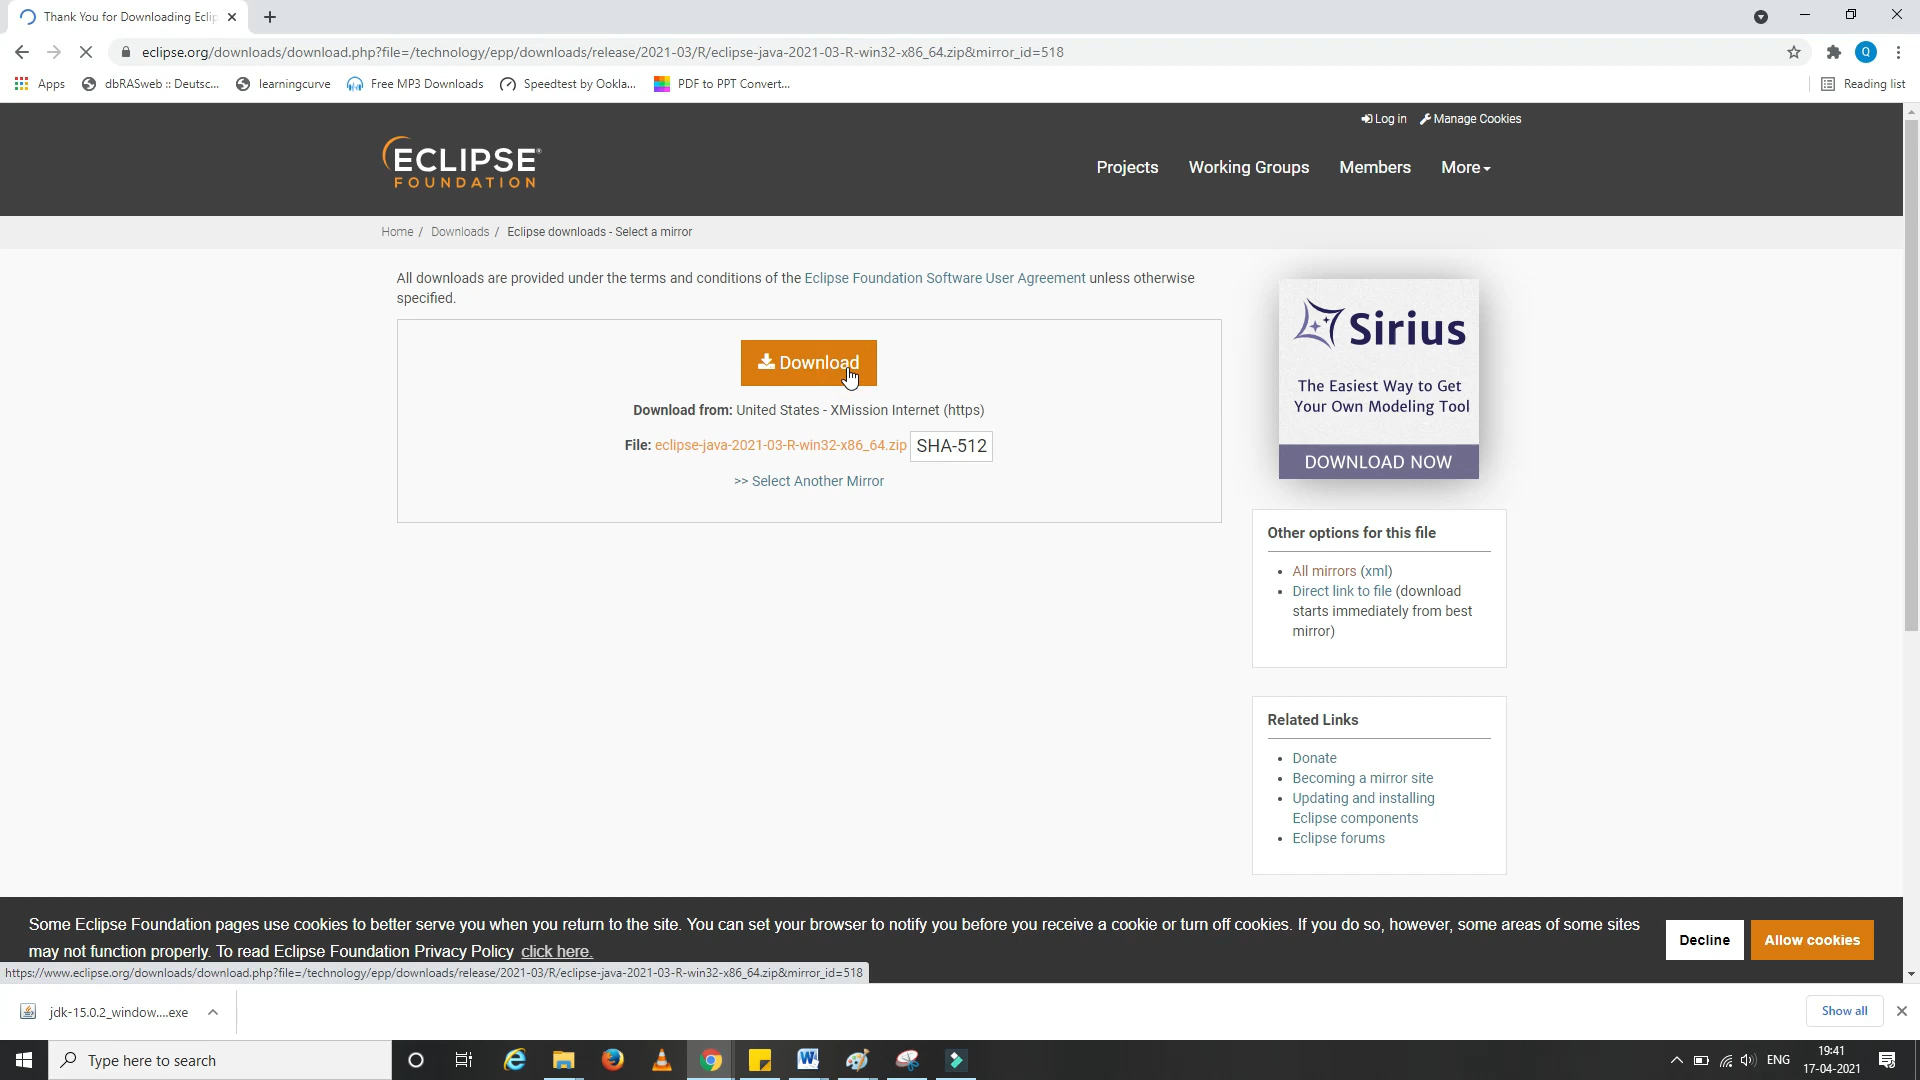 Thank You for Downloading Eclip
eclipse.org/downloads/download.php?file=/technology/epp/downloads/release/2021-03/R/eclipse-java-2021-03-R-win32-x86_64.zip&mirror_id=518
Q
Apps dbRASweb :: Deutsc... learningcurve Free MP3 Downloads Speedtest by Ookla... PDF to PPT Convert... Reading list
Log in Manage Cookies
ECLIPSE
FOUNDATION
Projects Working Groups Members More
Home / Downloads / Eclipse downloads - Select a mirror
All downloads are provided under the terms and conditions of the Eclipse Foundation Software User Agreement unless otherwise
specified.
Download
Download from: United States - XMission Internet (https)
File: eclipse-java-2021-03-R-win32-x86_64.zip SHA-512
>> Select Another Mirror
Sirius
The Easiest Way to Get
Your Own Modeling Tool
DOWNLOAD NOW
Other options for this file
All mirrors (xml)
Direct link to file (download
starts immediately from best
mirror)
Related Links
Donate
Becoming a mirror site
Updating and installing
Eclipse components
Eclipse forums
Some Eclipse Foundation pages use cookies to better serve you when you return to the site. You can set your browser to notify you before you receive a cookie or turn off cookies. If you do so, however, some areas of some sites
may not function properly. To read Eclipse Foundation Privacy Policy click here.
Decline Allow cookies
https://www.eclipse.org/downloads/download.php?file=/technology/epp/downloads/release/2021-03/R/eclipse-java-2021-03-R-win32-x86_64.zip&mirror_id=518
jdk-15.0.2_window....exe
Show all
Type here to search
ENG
19:41
17-04-2021